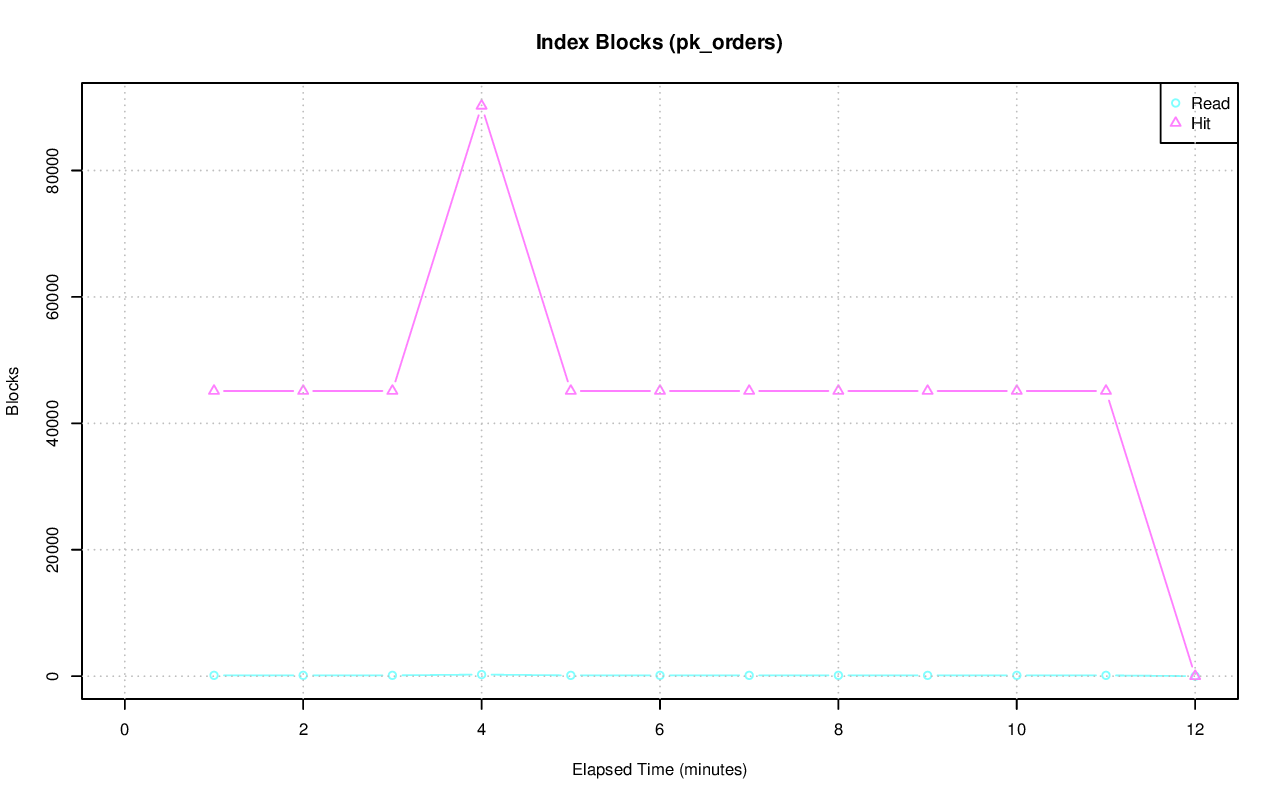 Index Blocks (pk_orders)
Read
Hit
Blocks
80000
60000
40000
20000
0
0 2 4 6 8 10 12
Elapsed Time (minutes)